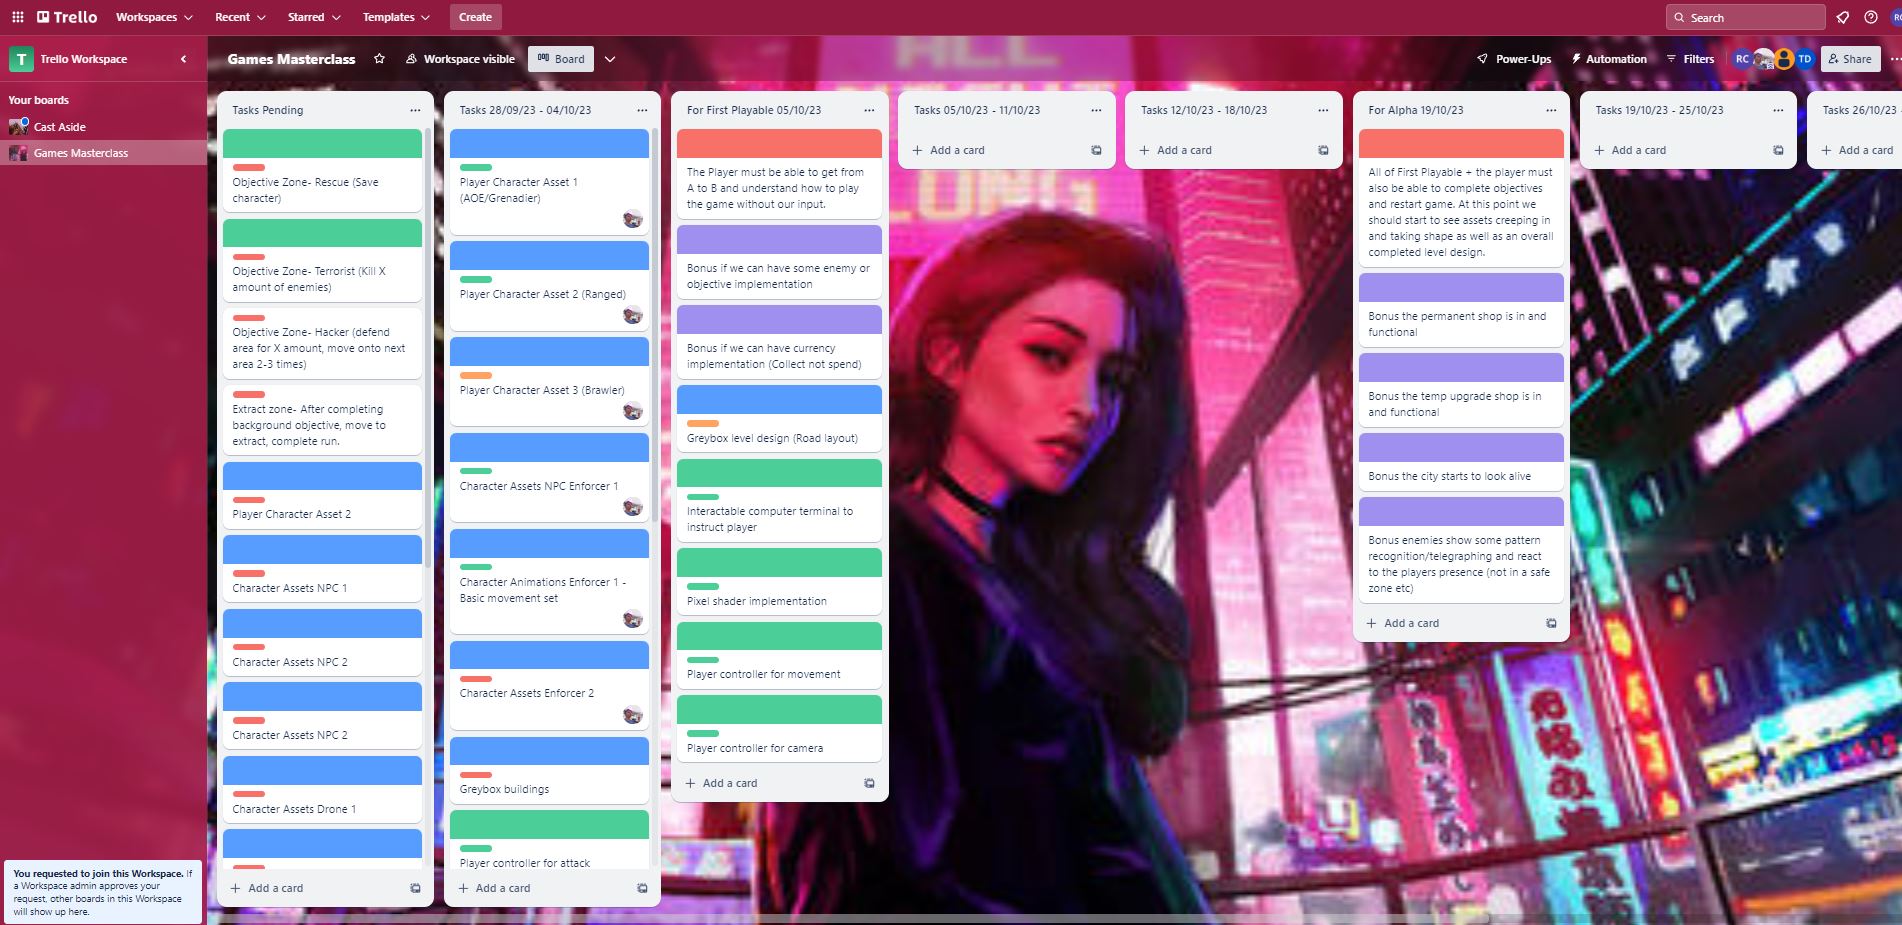 Trello
Workspaces
Recent
Starred
Templates
Create
Search
T
Trello Workspace
Games Masterclass
Workspace visible
Board
Power-Ups
Automation
Filters
RC
TD
Share
Your boards
Cast Aside
Games Masterclass
You requested to join this Workspace. If
a Workspace admin approves your
request, other boards in this Workspace
will show up here.
Tasks Pending
Objective Zone- Rescue (Save
character)
Objective Zone- Terrorist (Kill X
amount of enemies)
Objective Zone- Hacker (defend
area for X amount, move onto next
area 2-3 times)
Extract zone- After completing
background objective, move to
extract, complete run.
Player Character Asset 2
Character Assets NPC 1
Character Assets NPC 2
Character Assets NPC 2
Character Assets Drone 1
Add a card
Tasks 28/09/23 - 04/10/23
Player Character Asset 1
(AOE/Grenadier)
Player Character Asset 2 (Ranged)
Player Character Asset 3 (Brawler)
Character Assets NPC Enforcer 1
Character Animations Enforcer 1 -
Basic movement set
Character Assets Enforcer 2
Greybox buildings
Player controller for attack
Add a card
For First Playable 05/10/23
The Player must be able to get from
A to B and understand how to play
the game without our input.
Bonus if we can have some enemy or
objective implementation
Bonus if we can have currency
implementation (Collect not spend)
Greybox level design (Road layout)
Interactable computer terminal to
instruct player
Pixel shader implementation
Player controller for movement
Player controller for camera
Add a card
Tasks 05/10/23 - 11/10/23
Add a card
Tasks 12/10/23 - 18/10/23
Add a card
For Alpha 19/10/23
All of First Playable + the player must
also be able to complete objectives
and restart game. At this point we
should start to see assets creeping in
and taking shape as well as an overall
completed level design.
Bonus the permanent shop is in and
functional
Bonus the temp upgrade shop is in
and functional
Bonus the city starts to look alive
Bonus enemies show some pattern
recognition/telegraphing and react
to the players presence (not in a safe
zone etc)
Add a card
Tasks 19/10/23 - 25/10/23
Add a card
Tasks 26/10/23
Add a card
ALL
LONG